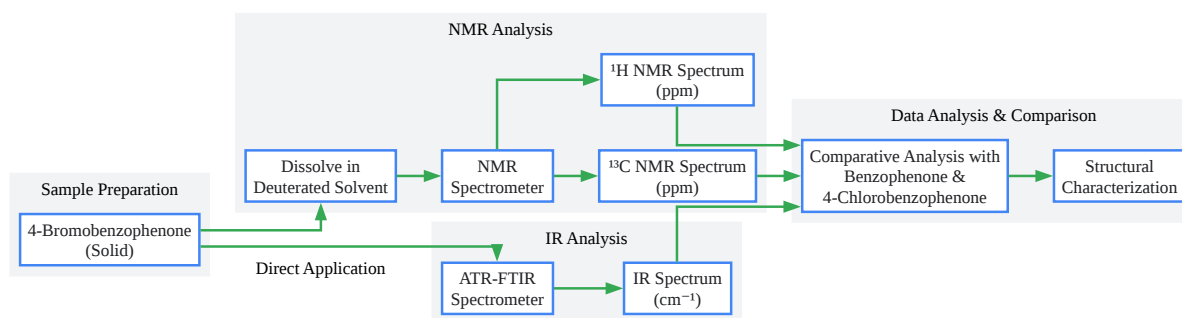 NMR Analysis
¹H NMR Spectrum
(ppm)
Data Analysis & Comparison
Dissolve in
Deuterated Solvent
NMR
Spectrometer
¹³C NMR Spectrum
(ppm)
Comparative Analysis with
Benzophenone &
4-Chlorobenzophenone
Structural
Characterization
Sample Preparation
4-Bromobenzophenone
(Solid)
Direct Application
IR Analysis
ATR-FTIR
Spectrometer
IR Spectrum
(cm⁻¹)